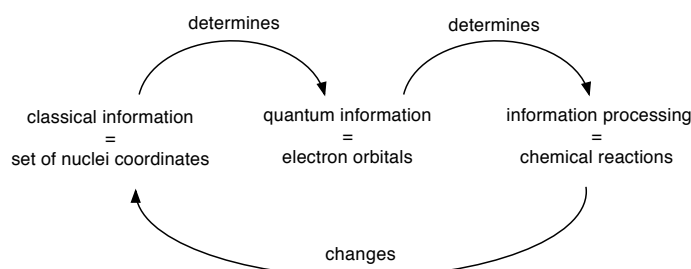 determines
determines
classical information
=
set of nuclei coordinates
quantum information
=
electron orbitals
information processing
=
chemical reactions
changes